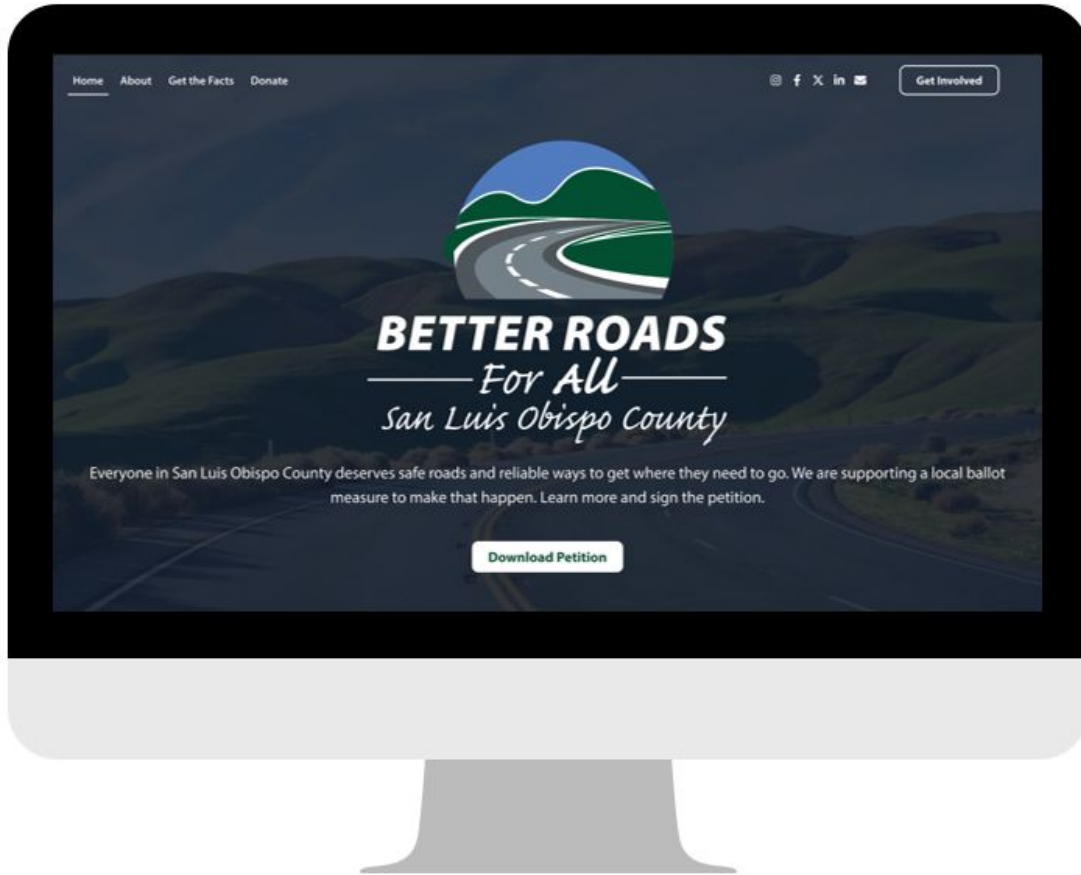 Home About Get the Facts Donate
Get Involved
BETTER ROADS
For All
San Luis Obispo County
Everyone in San Luis Obispo County deserves safe roads and reliable ways to get where they need to go. We are supporting a local ballot
measure to make that happen. Learn more and sign the petition.
Download Petition